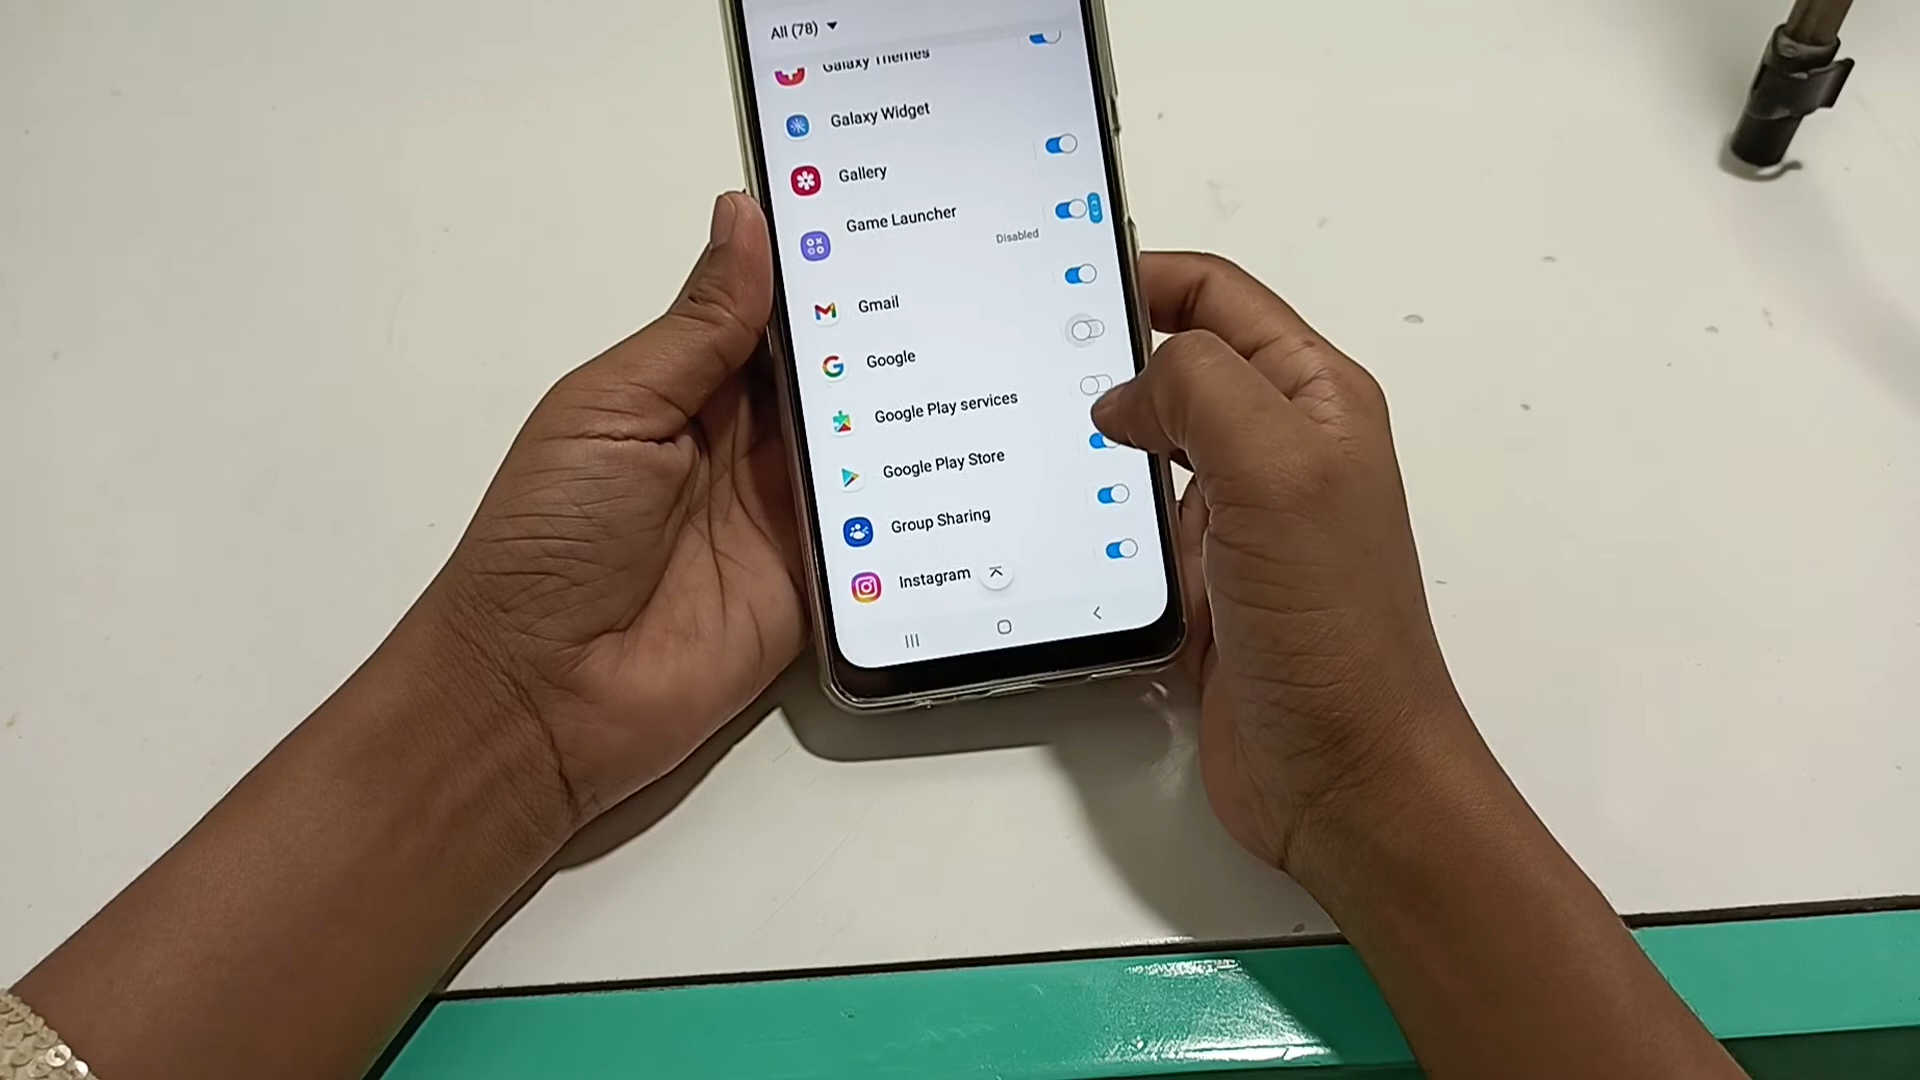 All (78)
Galaxy Themes
Galaxy Widget
Gallery
Game Launcher
Disabled
Gmail
Google
Google Play services
Google Play Store
Group Sharing
Instagram